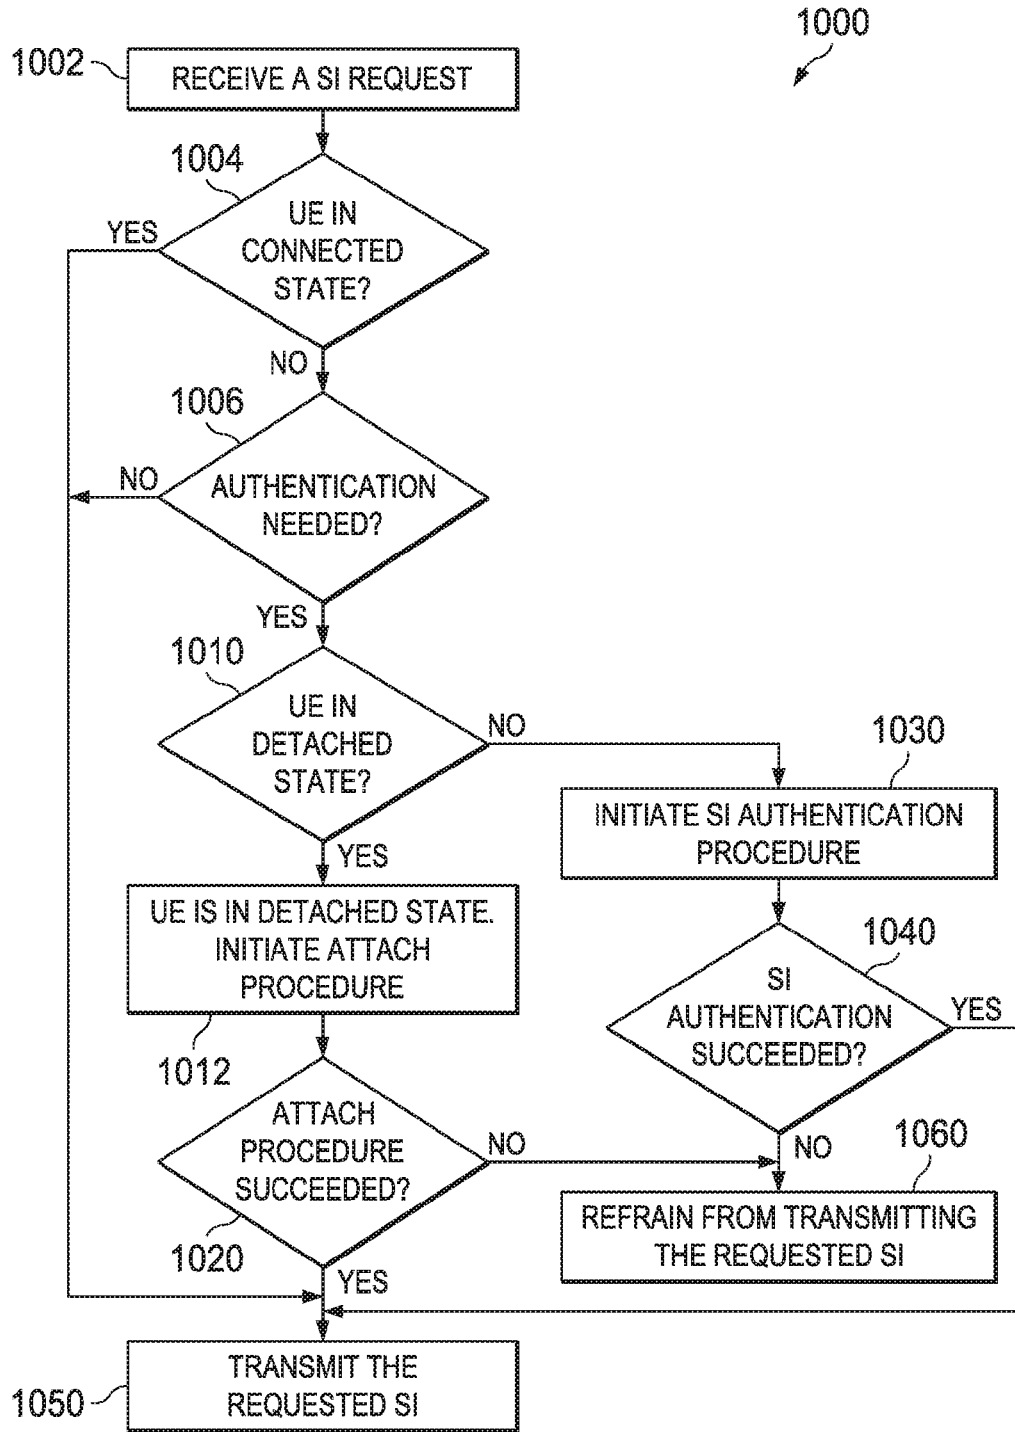 1000
1002
RECEIVE A SI REQUEST
1004
UE IN
CONNECTED
STATE?
YES
NO
1006
AUTHENTICATION
NEEDED?
NO
YES
1010
UE IN
DETACHED
STATE?
NO
YES
1030
INITIATE SI AUTHENTICATION
PROCEDURE
UE IS IN DETACHED STATE.
INITIATE ATTACH
PROCEDURE
1012
1040
SI
AUTHENTICATION
SUCCEEDED?
YES
NO
ATTACH
PROCEDURE
SUCCEEDED?
NO
1020
YES
1060
REFRAIN FROM TRANSMITTING
THE REQUESTED SI
TRANSMIT THE
REQUESTED SI
1050